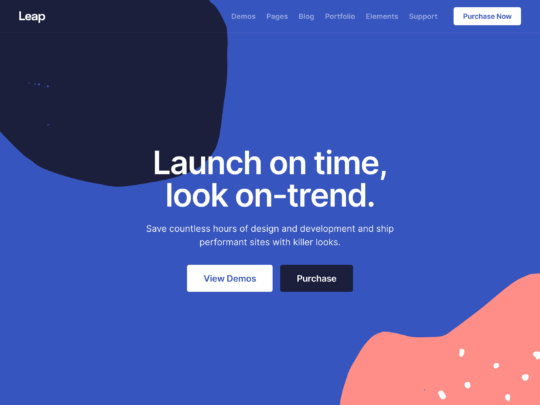 Leap
Demos Pages Blog Portfolio Elements Support Purchase Now
Launch on time,
look on-trend.
Save countless hours of design and development and ship
performant sites with killer looks.
View Demos Purchase